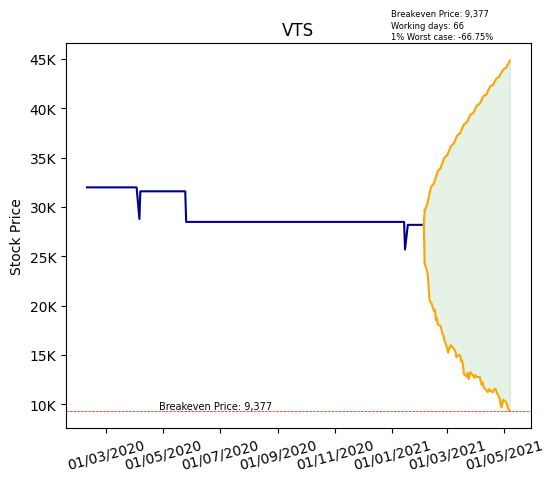 Breakeven Price: 9,377
Working days: 66
1% Worst case: -66.75%
VTS
Stock Price
45K
40K
35K
30K
25K
20K
15K
10K
Breakeven Price: 9,377
01/03/2020
01/05/2020
01/07/2020
01/09/2020
01/11/2020
01/01/2021
01/03/2021
01/05/2021